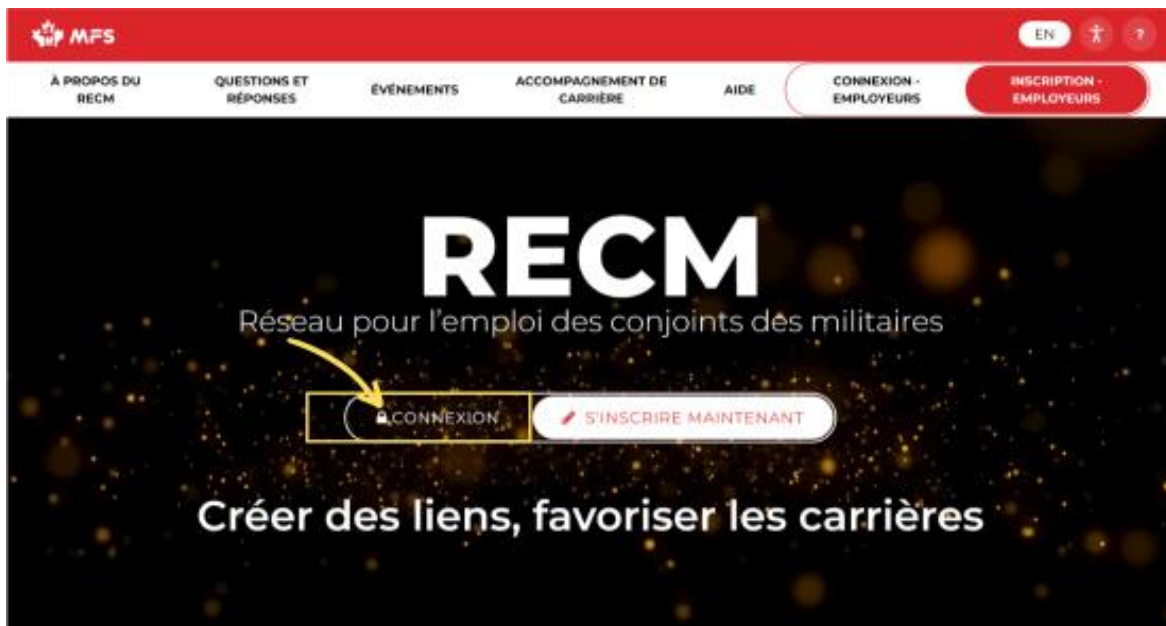 MFS
EN
?
À PROPOS DU
RECM
QUESTIONS ET
RÉPONSES
ÉVÉNEMENTS
ACCOMPAGNEMENT DE
CARRIÈRE
AIDE
CONNEXION -
EMPLOYEURS
INSCRIPTION -
EMPLOYEURS
RECM
Réseau pour l'emploi des conjoints des militaires
CONNEXION
S'INSCRIRE MAINTENANT
Créer des liens, favoriser les carrières